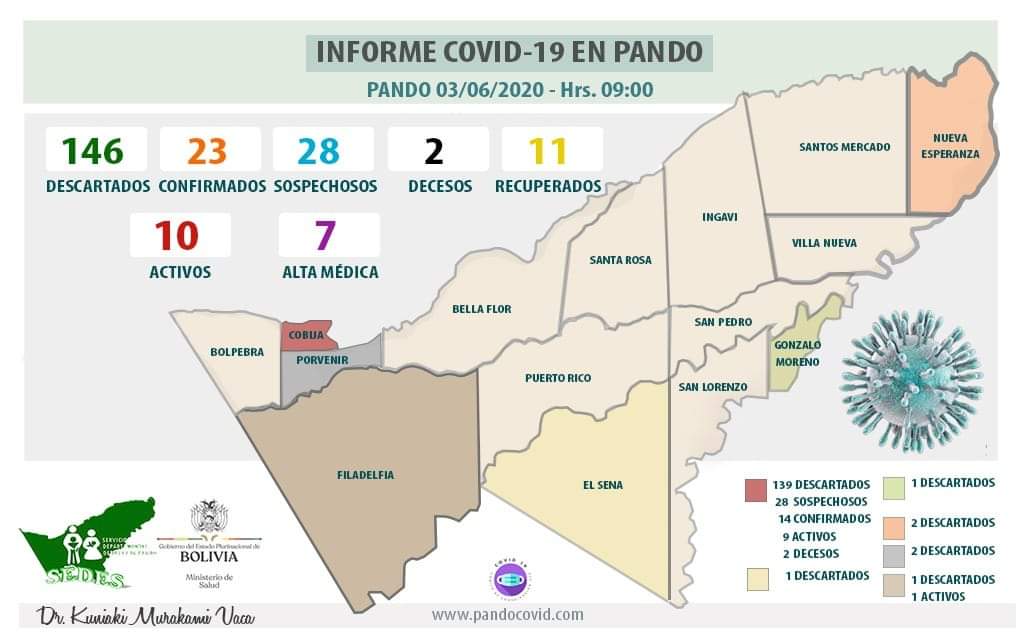 INFORME COVID-19 EN PANDO
PANDO 03/06/2020 - Hrs. 09:00
146
DESCARTADOS
23
CONFIRMADOS
28
SOSPECHOSOS
2
DECESOS
11
RECUPERADOS
10
ACTIVOS
7
ALTA MÉDICA
NUEVA
ESPERANZA
SANTOS MERCADO
INGAVI
VILLA NUEVA
SANTA ROSA
BELLA FLOR
SAN PEDRO
COBIJA
BOLPEBRA
PORVENIR
GONZALO
MORENO
PUERTO RICO
SAN LORENZO
FILADELFIA
EL SENA
139 DESCARTADOS
28 SOSPECHOSOS
14 CONFIRMADOS
9 ACTIVOS
2 DECESOS
1 DESCARTADOS
1 DESCARTADOS
2 DESCARTADOS
2 DESCARTADOS
1 DESCARTADOS
1 ACTIVOS
SERVICIO
DEPARTAMENTAL
SEDES
Gobierno del Estado Plurinacional de
BOLIVIA
Ministerio de
Salud
COVID 19
Dr. Kuniaki Murakami Vaca
www.pandocovid.com